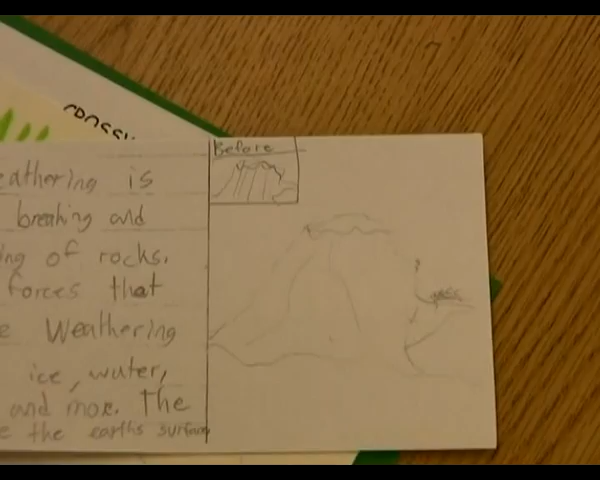 Before
eathering is
breaking and
ing of rocks.
forces that
e Weathering
ice, water,
and more. The
e the earths surface